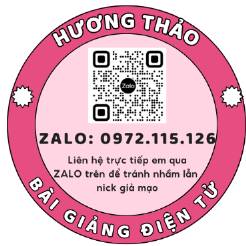 HƯƠNG THẢO
Zalo
ZALO: 0972.115.126
Liên hệ trực tiếp em qua
ZALO trên để tránh nhầm lẫn
nick giả mạo
BÀI GIẢNG ĐIỆN TỬ